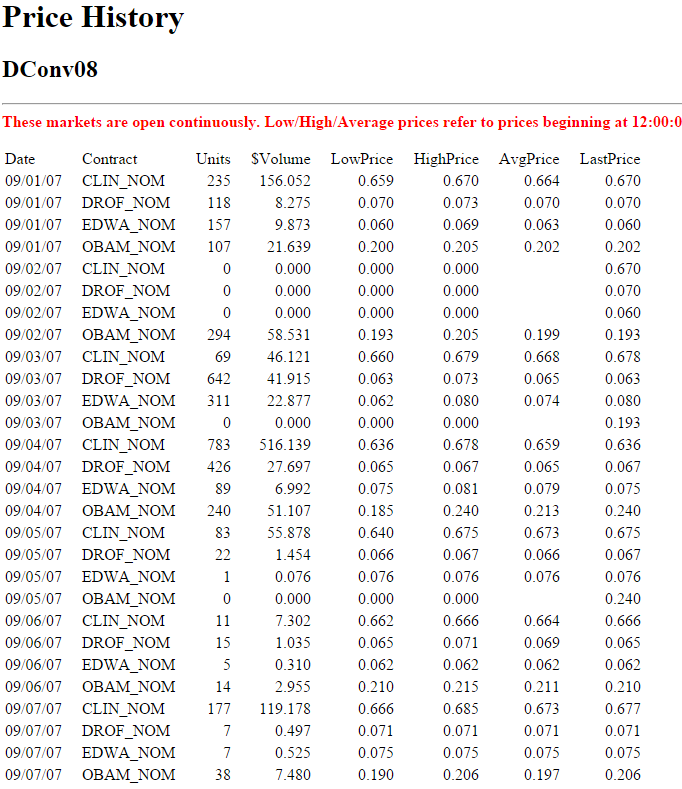 Price History
DConv08
These markets are open continuously. Low/High/Average prices refer to prices beginning at 12:00:0
Date Contract Units $Volume LowPrice HighPrice AvgPrice LastPrice
09/01/07 CLIN_NOM 235 156.052 0.659 0.670 0.664 0.670
09/01/07 DROF_NOM 118 8.275 0.070 0.073 0.070 0.070
09/01/07 EDWA_NOM 157 9.873 0.060 0.069 0.063 0.060
09/01/07 OBAM_NOM 107 21.639 0.200 0.205 0.202 0.202
09/02/07 CLIN_NOM 0 0.000 0.000 0.000 0.670
09/02/07 DROF_NOM 0 0.000 0.000 0.000 0.070
09/02/07 EDWA_NOM 0 0.000 0.000 0.000 0.060
09/02/07 OBAM_NOM 294 58.531 0.193 0.205 0.199 0.193
09/03/07 CLIN_NOM 69 46.121 0.660 0.679 0.668 0.678
09/03/07 DROF_NOM 642 41.915 0.063 0.073 0.065 0.063
09/03/07 EDWA_NOM 311 22.877 0.062 0.080 0.074 0.080
09/03/07 OBAM_NOM 0 0.000 0.000 0.000 0.193
09/04/07 CLIN_NOM 783 516.139 0.636 0.678 0.659 0.636
09/04/07 DROF_NOM 426 27.697 0.065 0.067 0.065 0.067
09/04/07 EDWA_NOM 89 6.992 0.075 0.081 0.079 0.075
09/04/07 OBAM_NOM 240 51.107 0.185 0.240 0.213 0.240
09/05/07 CLIN_NOM 83 55.878 0.640 0.675 0.673 0.675
09/05/07 DROF_NOM 22 1.454 0.066 0.067 0.066 0.067
09/05/07 EDWA_NOM 1 0.076 0.076 0.076 0.076 0.076
09/05/07 OBAM_NOM 0 0.000 0.000 0.000 0.240
09/06/07 CLIN_NOM 11 7.302 0.662 0.666 0.664 0.666
09/06/07 DROF_NOM 15 1.035 0.065 0.071 0.069 0.065
09/06/07 EDWA_NOM 5 0.310 0.062 0.062 0.062 0.062
09/06/07 OBAM_NOM 14 2.955 0.210 0.215 0.211 0.210
09/07/07 CLIN_NOM 177 119.178 0.666 0.685 0.673 0.677
09/07/07 DROF_NOM 7 0.497 0.071 0.071 0.071 0.071
09/07/07 EDWA_NOM 7 0.525 0.075 0.075 0.075 0.075
09/07/07 OBAM_NOM 38 7.480 0.190 0.206 0.197 0.206